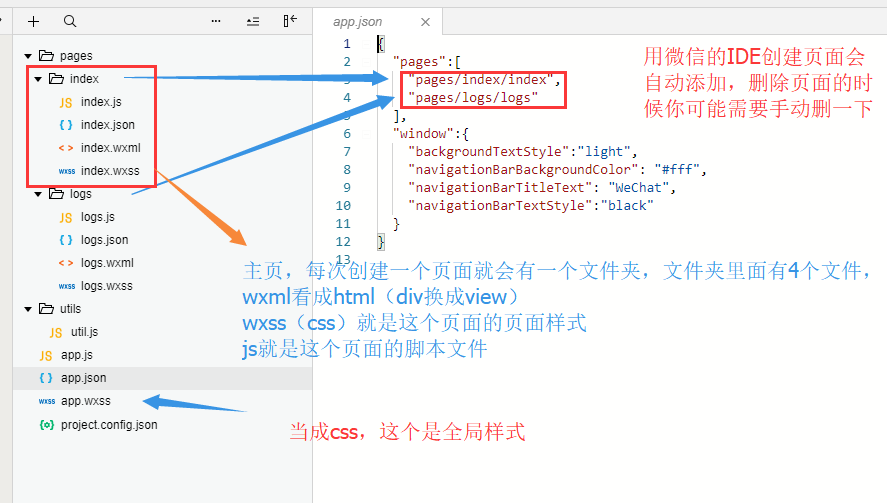 app.json
pages
index
JS index.js
{ } index.json
< > index.wxml
wxss index.wxss
logs
JS logs.js
{ } logs.json
< > logs.wxml
wxss logs.wxss
utils
JS util.js
JS app.js
{ } app.json
wxss app.wxss
{o} project.config.json
1 {
2 "pages":[
3 "pages/index/index",
4 "pages/logs/logs"
5 ],
6 "window":{
7 "backgroundTextStyle":"light",
8 "navigationBarBackgroundColor": "#fff",
9 "navigationBarTitleText": "WeChat",
10 "navigationBarTextStyle":"black"
11 }
12 }
13
用微信的IDE创建页面会
自动添加，删除页面的时
候你可能需要手动删一下
主页，每次创建一个页面就会有一个文件夹，文件夹里面有4个文件，
wxml看成html（div换成view）
wxss（css）就是这个页面的页面样式
js就是这个页面的脚本文件
当成css，这个是全局样式